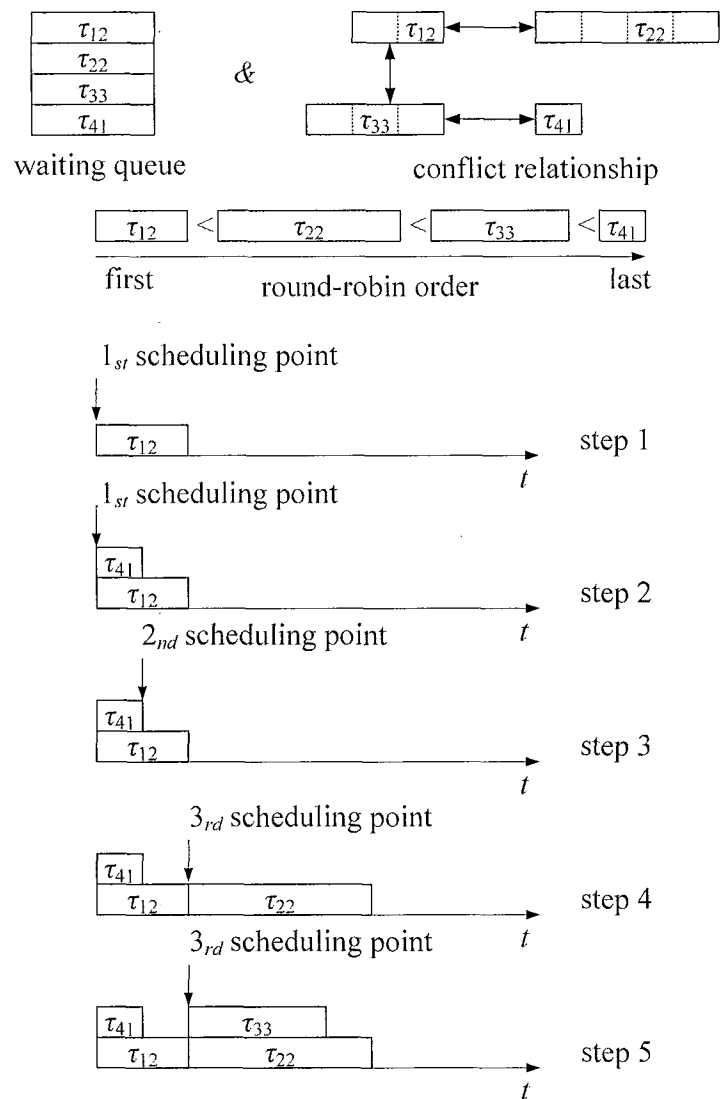 τ12
τ22
τ33
τ41
waiting queue
&
τ12
τ22
τ33
τ41
conflict relationship
τ12 < τ22 < τ33 < τ41
first round-robin order last
1st scheduling point
τ12
t
step 1
1st scheduling point
τ41
τ12
t
step 2
2nd scheduling point
τ41
τ12
t
step 3
3rd scheduling point
τ41
τ12 τ22
t
step 4
3rd scheduling point
τ41 τ33
τ12 τ22
t
step 5